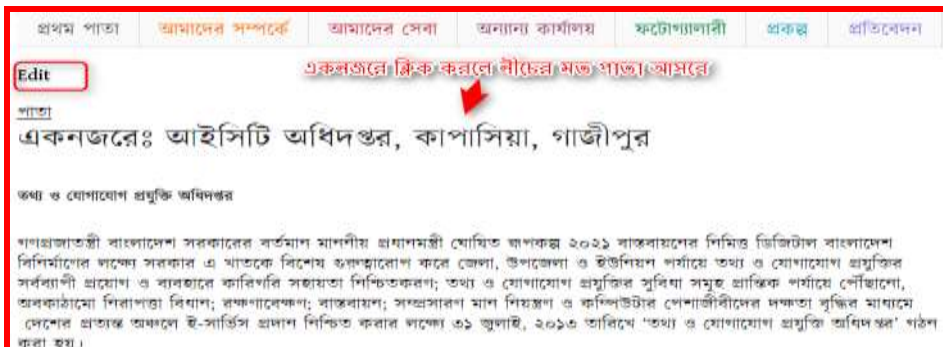 প্রথম পাতা আমাদের সম্পর্কে আমাদের সেবা অন্যান্য কার্যালয় ফটোগ্যালারী প্রকল্প প্রতিবেদন
Edit একনজরে ক্লিক করলে নীচের মত পাতা আসবে
পাতা
একনজরেঃ আইসিটি অধিদপ্তর, কাপাসিয়া, গাজীপুর
তথ্য ও যোগাযোগ প্রযুক্তি অধিদপ্তর
গণপ্রজাতন্ত্রী বাংলাদেশ সরকারের বর্তমান মাননীয় প্রধানমন্ত্রী ঘোষিত রূপকল্প ২০২১ বাস্তবায়নের নিমিত্ত ডিজিটাল বাংলাদেশ
বিনির্মাণের লক্ষ্যে সরকার এ খাতকে বিশেষ গুরুত্বারোপ করে জেলা, উপজেলা ও ইউনিয়ন পর্যায়ে তথ্য ও যোগাযোগ প্রযুক্তির
সর্বব্যাপী প্রয়োগ ও ব্যবহারে কারিগরি সহায়তা নিশ্চিতকরণ; তথ্য ও যোগাযোগ প্রযুক্তির সুবিধা সমূহ প্রান্তিক পর্যায়ে পৌঁছানো,
অবকাঠামো নিরাপত্তা বিধান; রক্ষণাবেক্ষণ; বাস্তবায়ন; সম্প্রসারণ মান নিয়ন্ত্রণ ও কম্পিউটার পেশাজীবীদের দক্ষতা বৃদ্ধির মাধ্যমে
দেশের প্রত্যন্ত অঞ্চলে ই-সার্ভিস প্রদান নিশ্চিত করার লক্ষ্যে ৩১ জুলাই, ২০১৩ তারিখে ‘তথ্য ও যোগাযোগ প্রযুক্তি অধিদপ্তর’ গঠন
করা হয়।